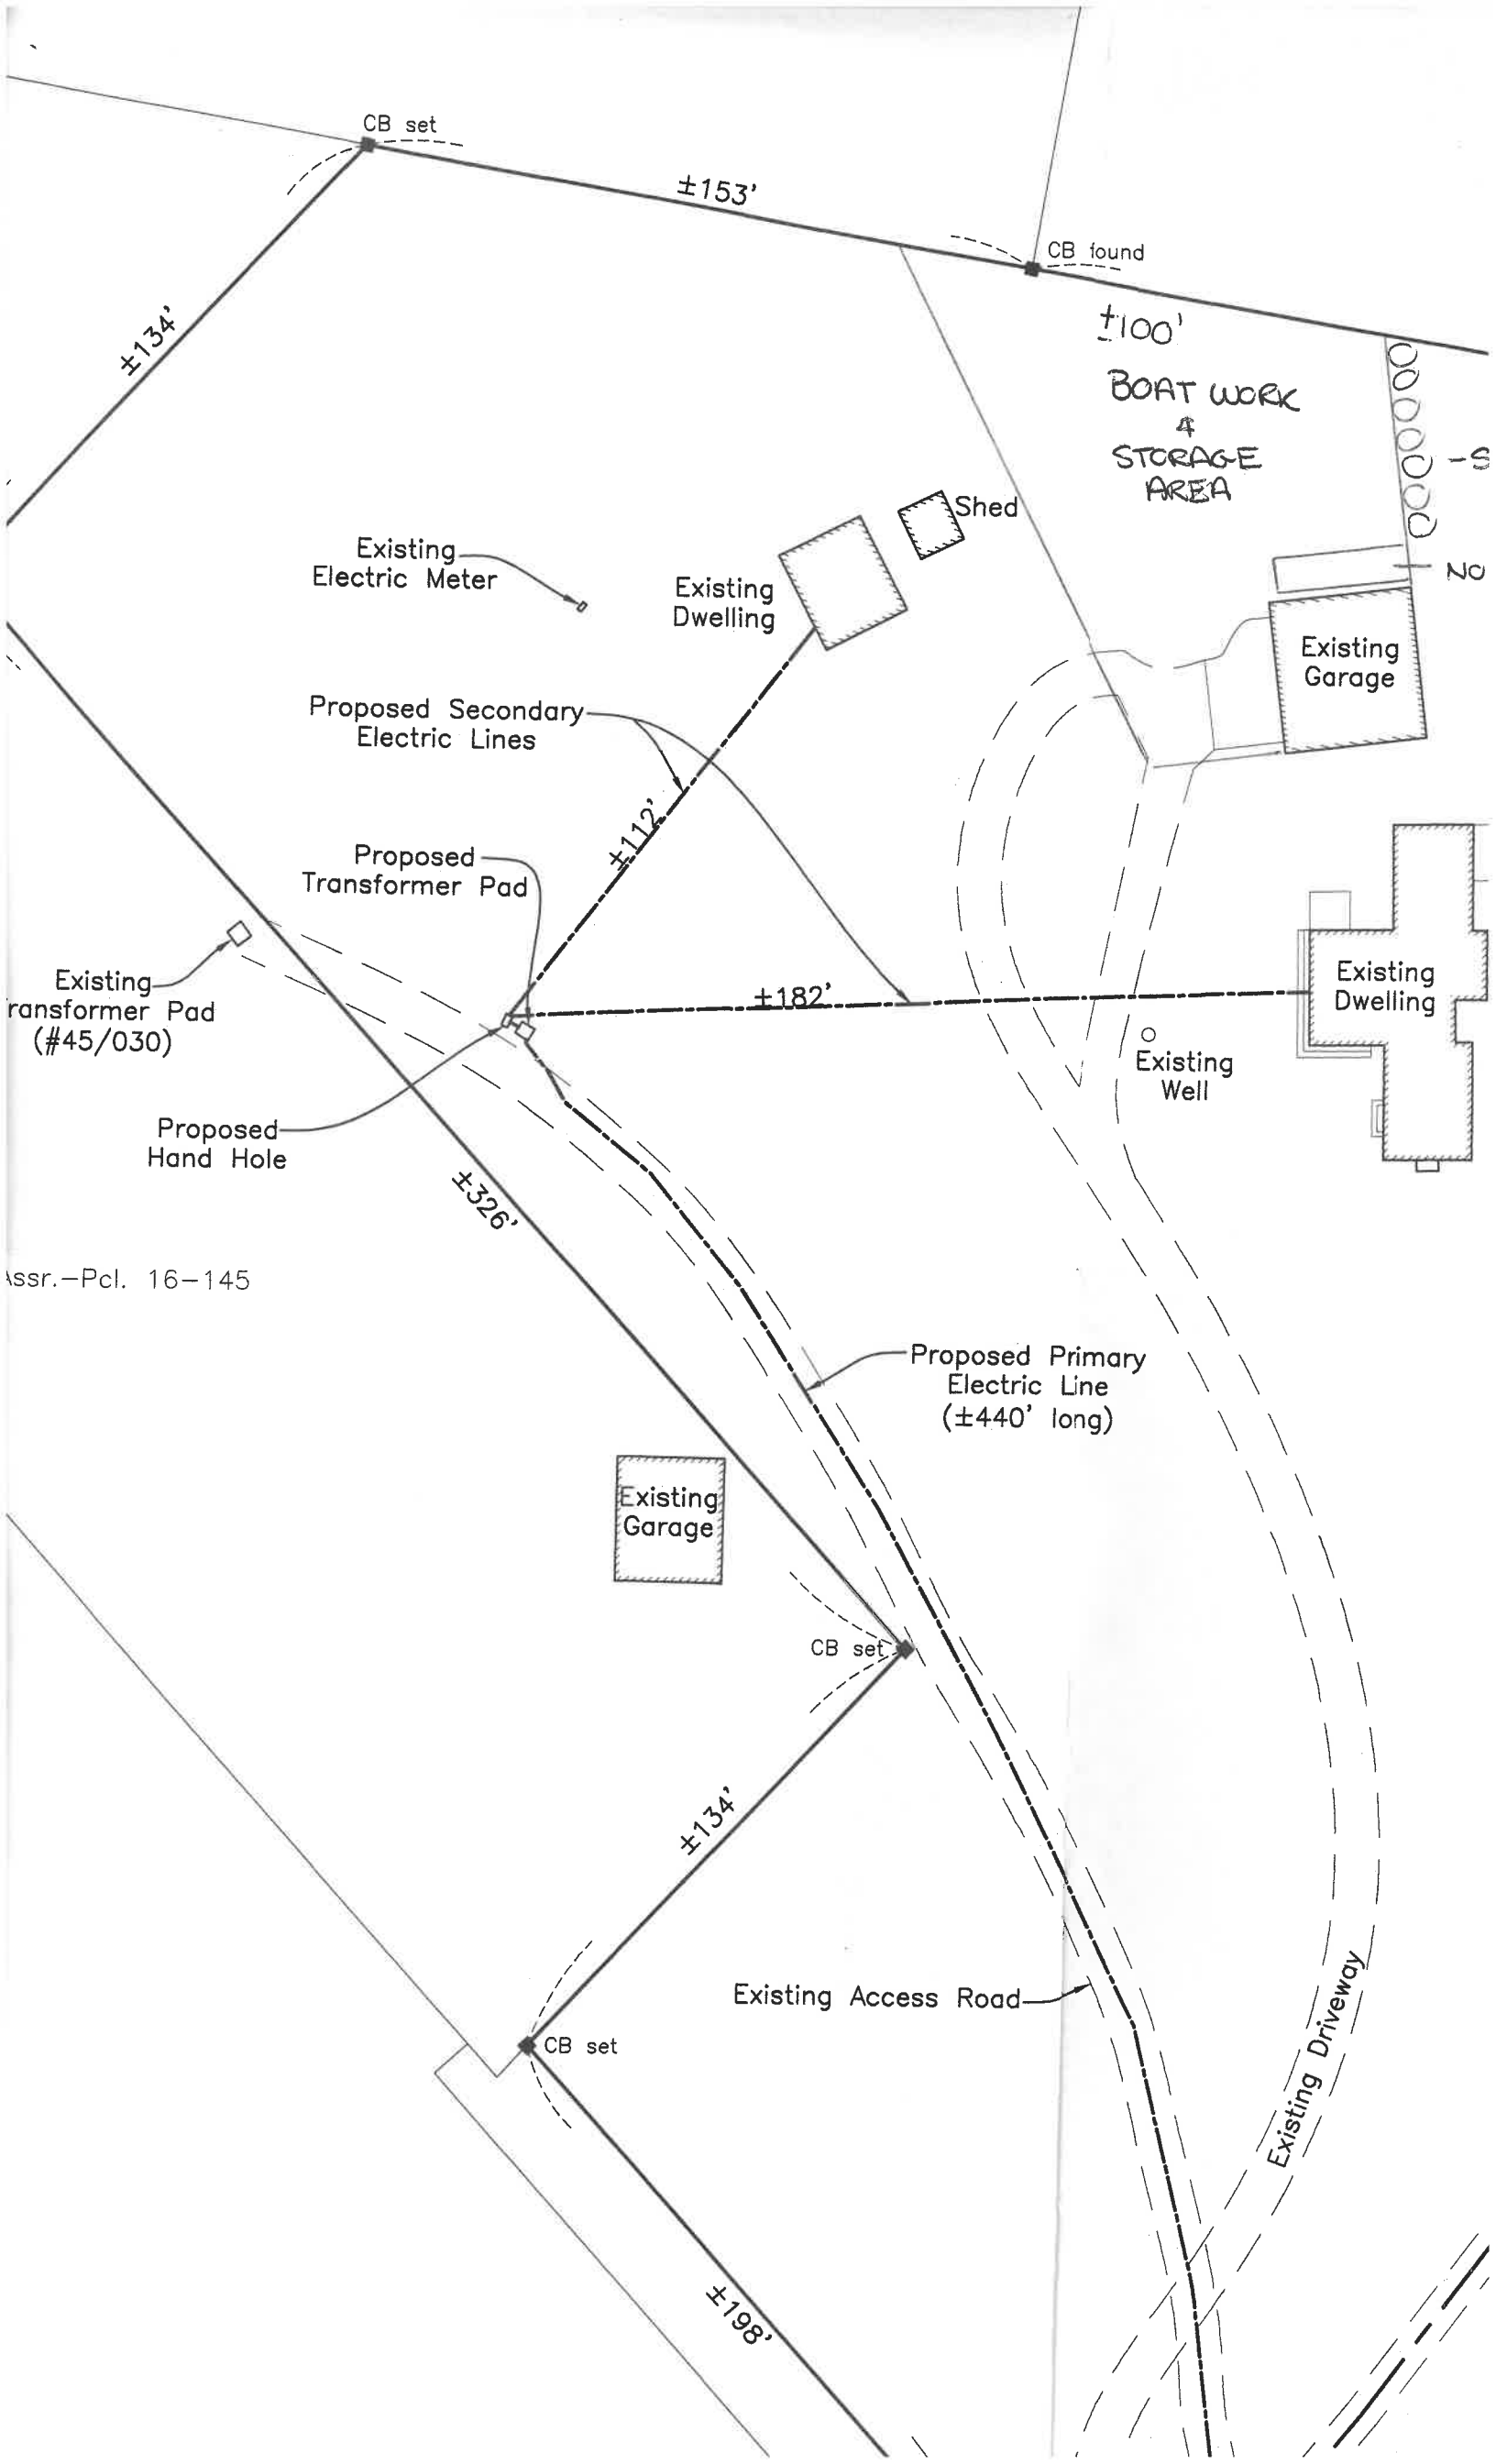 CB set
±153'
CB found
±134'
±100'
BOAT WORK
&
STORAGE
AREA
-S
Shed
Existing
Electric Meter
Existing
Dwelling
NO
Existing
Garage
Proposed Secondary
Electric Lines
±112'
Proposed
Transformer Pad
Existing
ransformer Pad
(#45/030)
±182'
Existing
Dwelling
Existing
Well
Proposed
Hand Hole
±326'
Assr.-Pcl. 16-145
Proposed Primary
Electric Line
(±440' long)
Existing
Garage
CB set
±134'
Existing Access Road
Existing Driveway
CB set
±198'